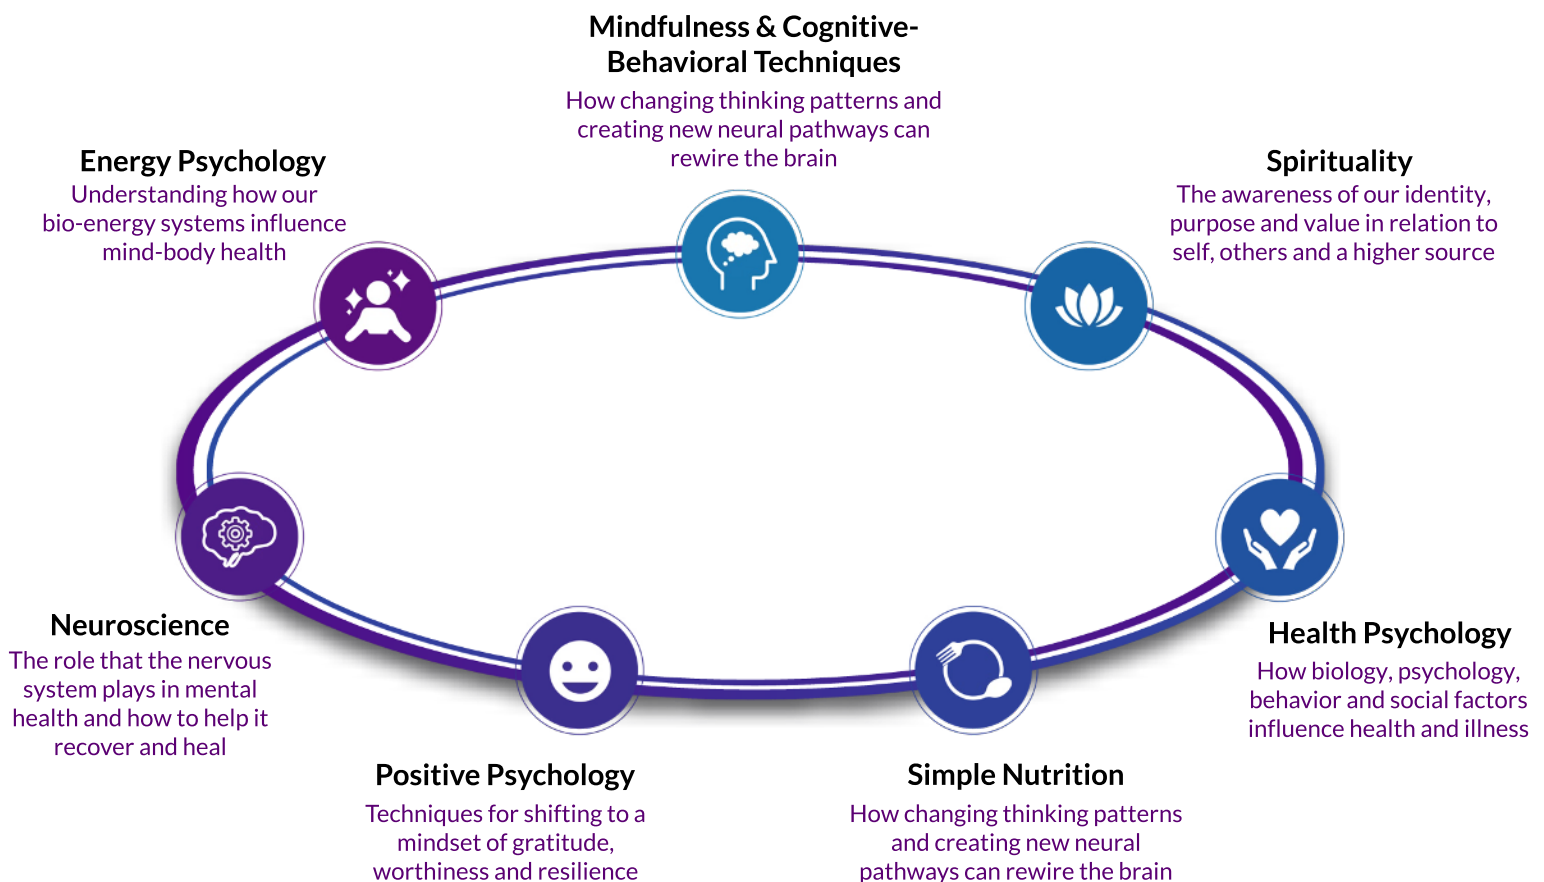 Mindfulness & Cognitive-
Behavioral Techniques
How changing thinking patterns and
creating new neural pathways can
rewire the brain
Energy Psychology
Understanding how our
bio-energy systems influence
mind-body health
Spirituality
The awareness of our identity,
purpose and value in relation to
self, others and a higher source
Neuroscience
The role that the nervous
system plays in mental
health and how to help it
recover and heal
Health Psychology
How biology, psychology,
behavior and social factors
influence health and illness
Positive Psychology
Techniques for shifting to a
mindset of gratitude,
worthiness and resilience
Simple Nutrition
How changing thinking patterns
and creating new neural
pathways can rewire the brain